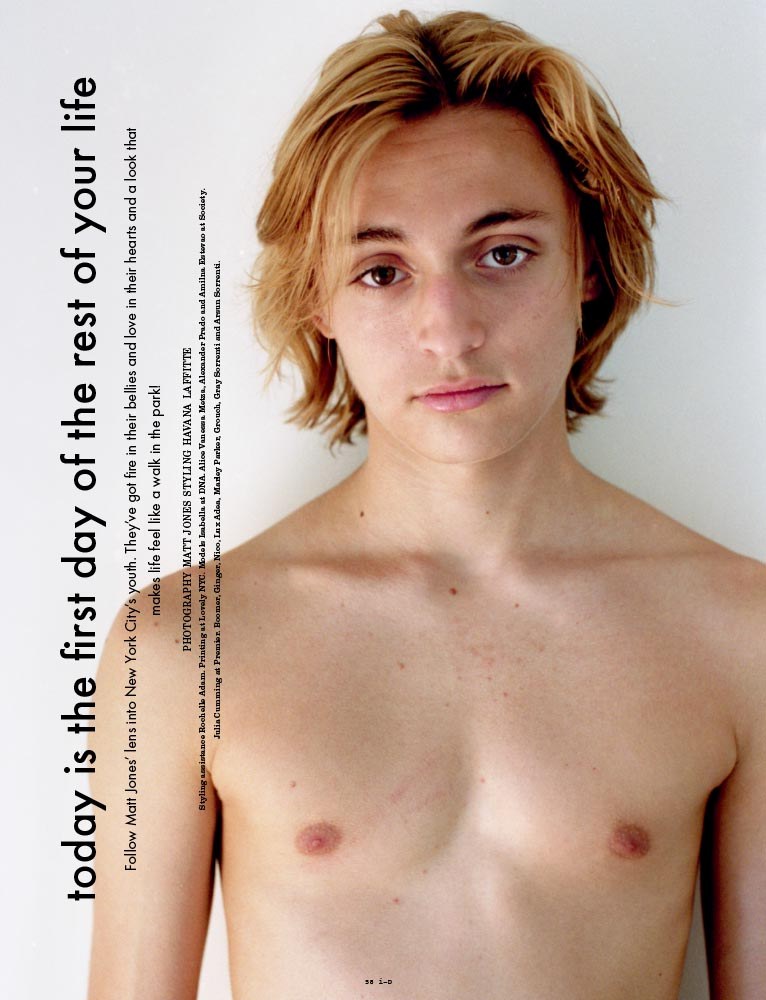 today is the first day of the rest of your life
Follow Matt Jones' lens into New York City's youth. They've got fire in their bellies and love in their hearts and a look that
makes life feel like a walk in the park!
PHOTOGRAPHY MATT JONES STYLING HAVANA LAFFITTE
Styling assistance Rochelle Adam. Printing at Lovely NYC. Models Isabella at DNA. Alice Vanessa Metza, Alexander Prado and Amilna Estevao at Society.
Julia Cumming at Premier. Boomer, Ginger, Nico, Lux Adea, Marley Parker, Grouch, Gray Sorrenti and Arsun Sorrenti.
58 i-D